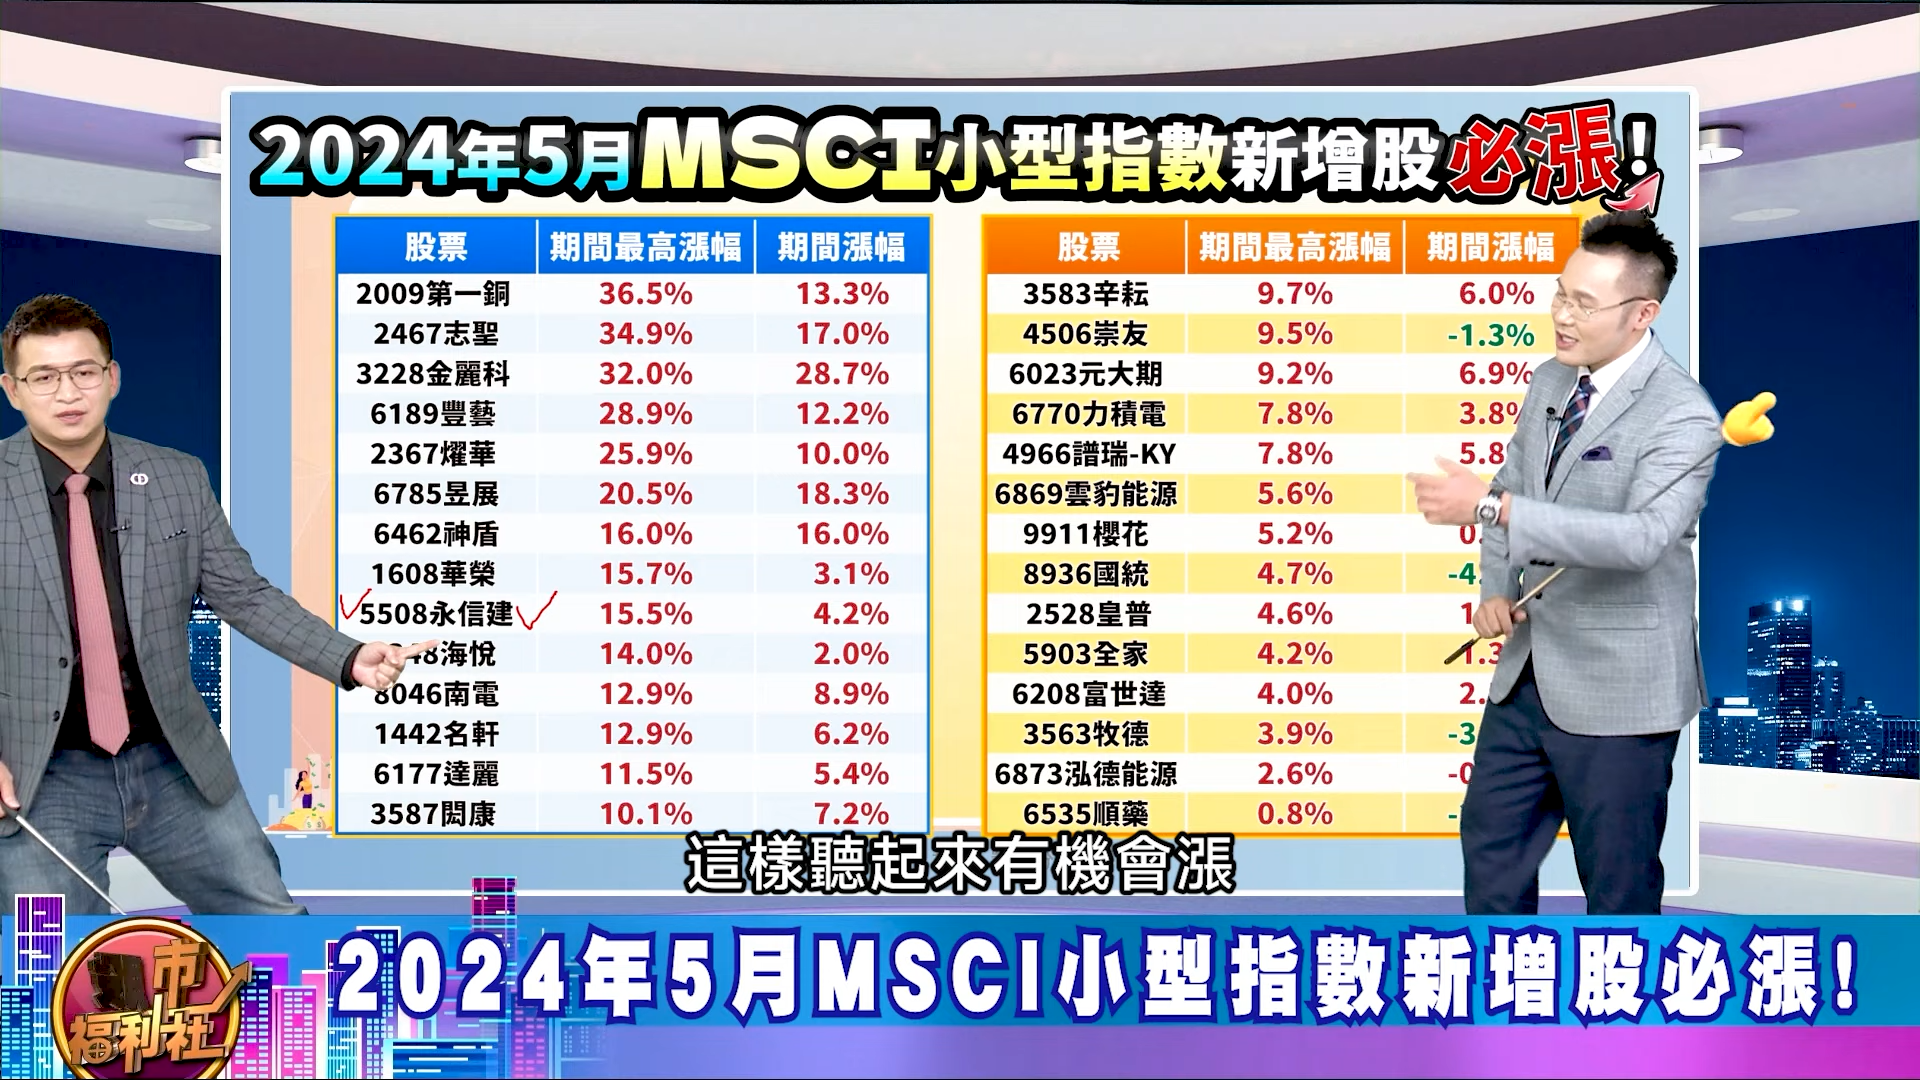 2024年5月MSCI小型指數新增股必漲!
股票 期間最高漲幅 期間漲幅
2009第一銅 36.5% 13.3%
2467志聖 34.9% 17.0%
3228金麗科 32.0% 28.7%
6189豐藝 28.9% 12.2%
2367燿華 25.9% 10.0%
6785昱展 20.5% 18.3%
6462神盾 16.0% 16.0%
1608華榮 15.7% 3.1%
5508永信建 15.5% 4.2%
48海悅 14.0% 2.0%
8046南電 12.9% 8.9%
1442名軒 12.9% 6.2%
6177達麗 11.5% 5.4%
3587閎康 10.1% 7.2%
股票 期間最高漲幅 期間漲幅
3583辛耘 9.7% 6.0%
4506崇友 9.5% -1.3%
6023元大期 9.2% 6.9%
6770力積電 7.8% 3.8%
4966譜瑞-KY 7.8% 5.8
6869雲豹能源 5.6%
9911櫻花 5.2% 0.
8936國統 4.7% -4.
2528皇普 4.6% 1
5903全家 4.2% 1.3
6208富世達 4.0% 2.
3563牧德 3.9% -3
6873泓德能源 2.6% -0
6535順藥 0.8% -
這樣聽起來有機會漲
2024年5月MSCI小型指數新增股必漲!
市
福利社